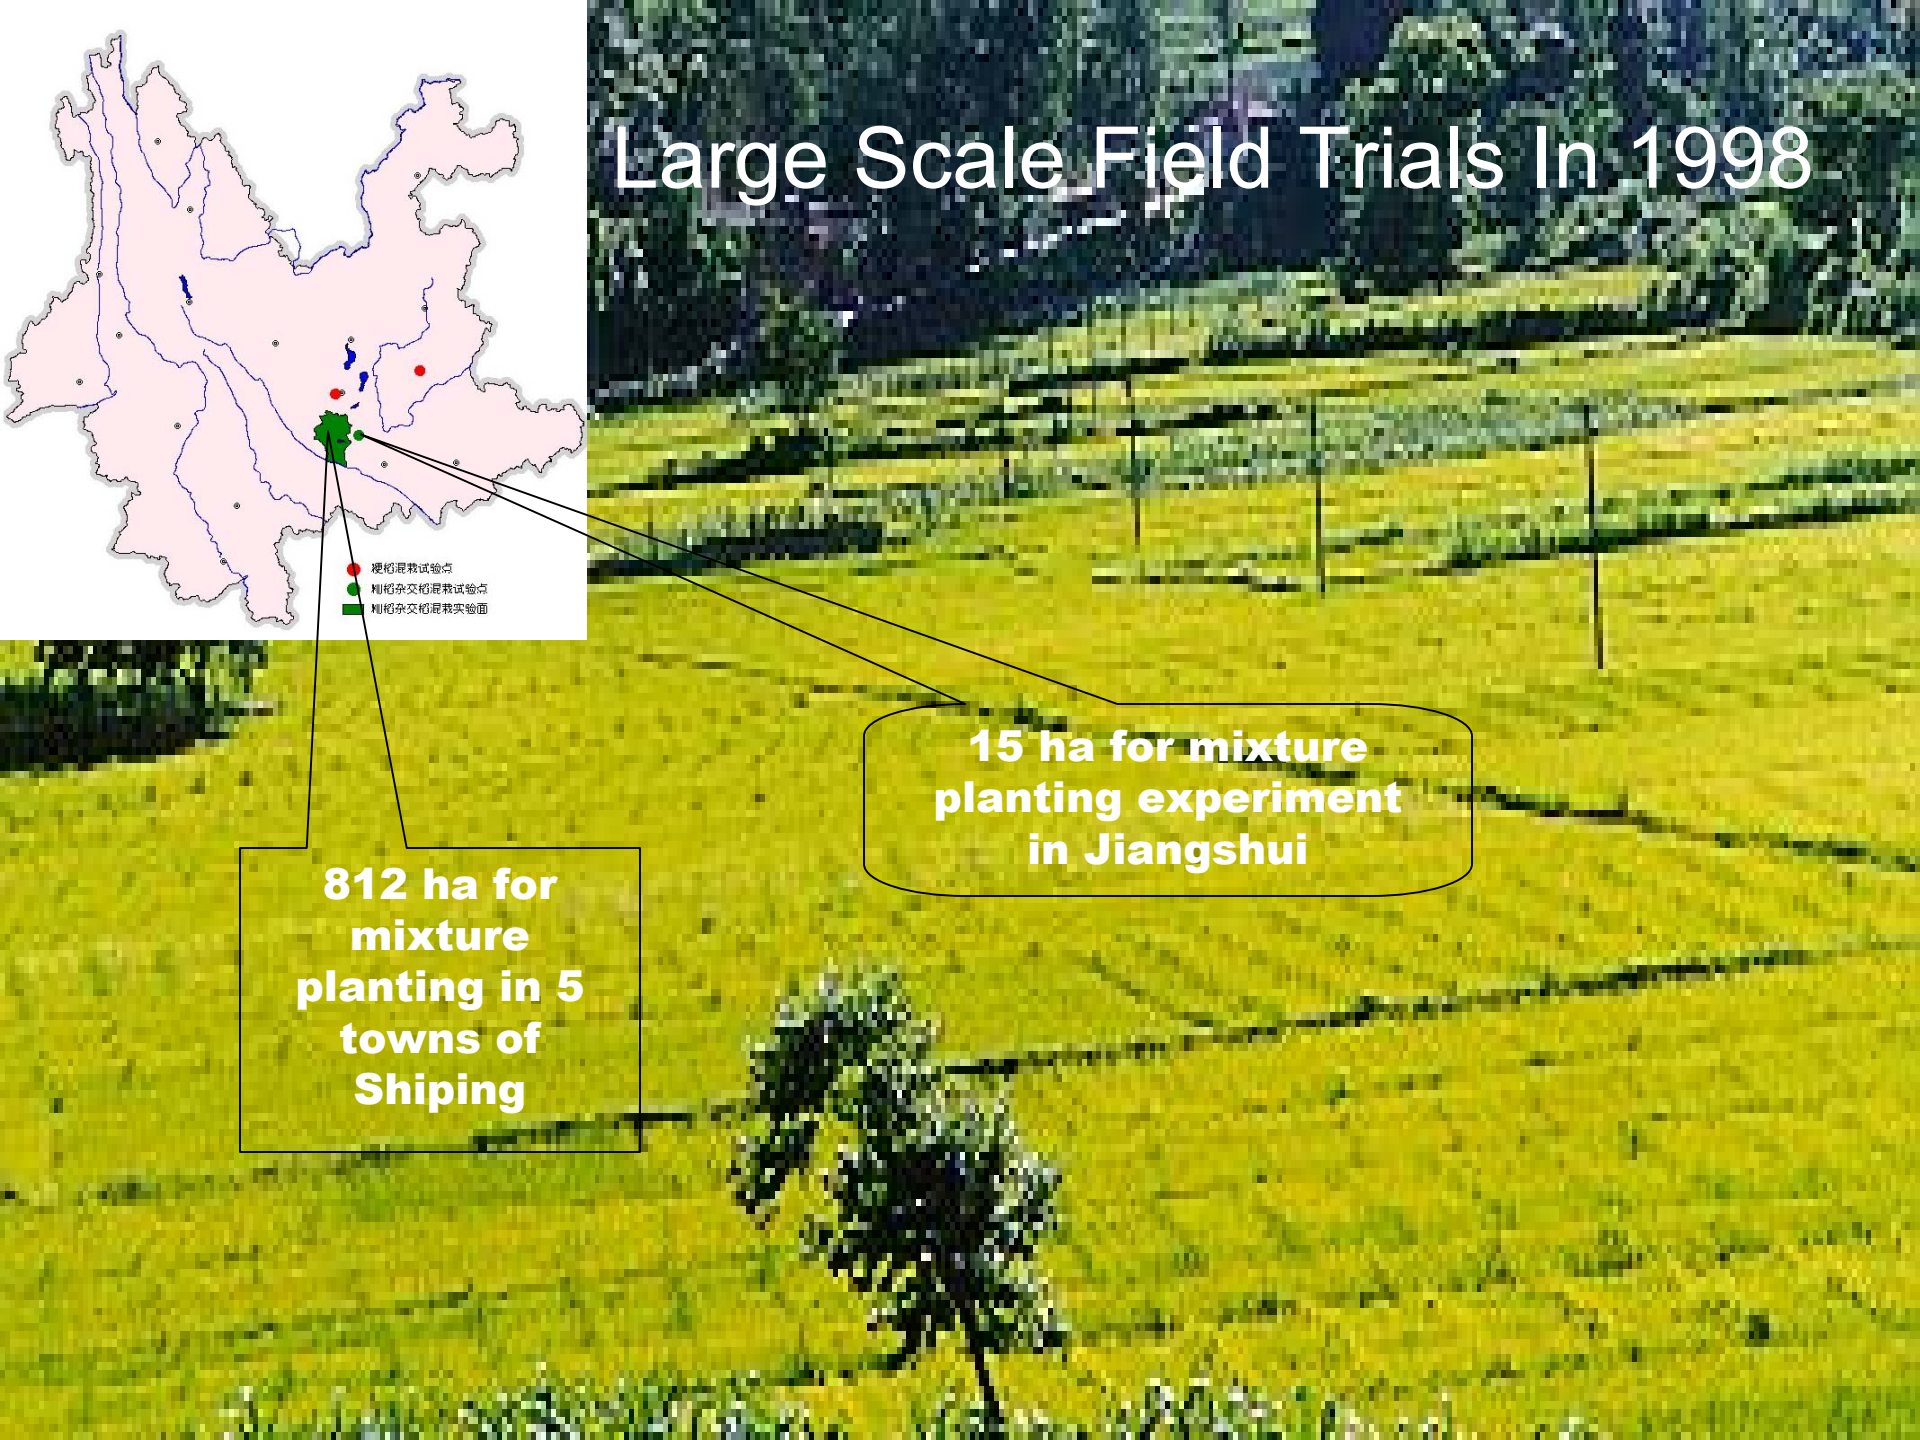 Large Scale Field Trials In 1998
粳稻混栽试验点
籼稻杂交稻混栽试验点
籼稻杂交稻混栽实验面
15 ha for mixture
planting experiment
in Jiangshui
812 ha for
mixture
planting in 5
towns of
Shiping